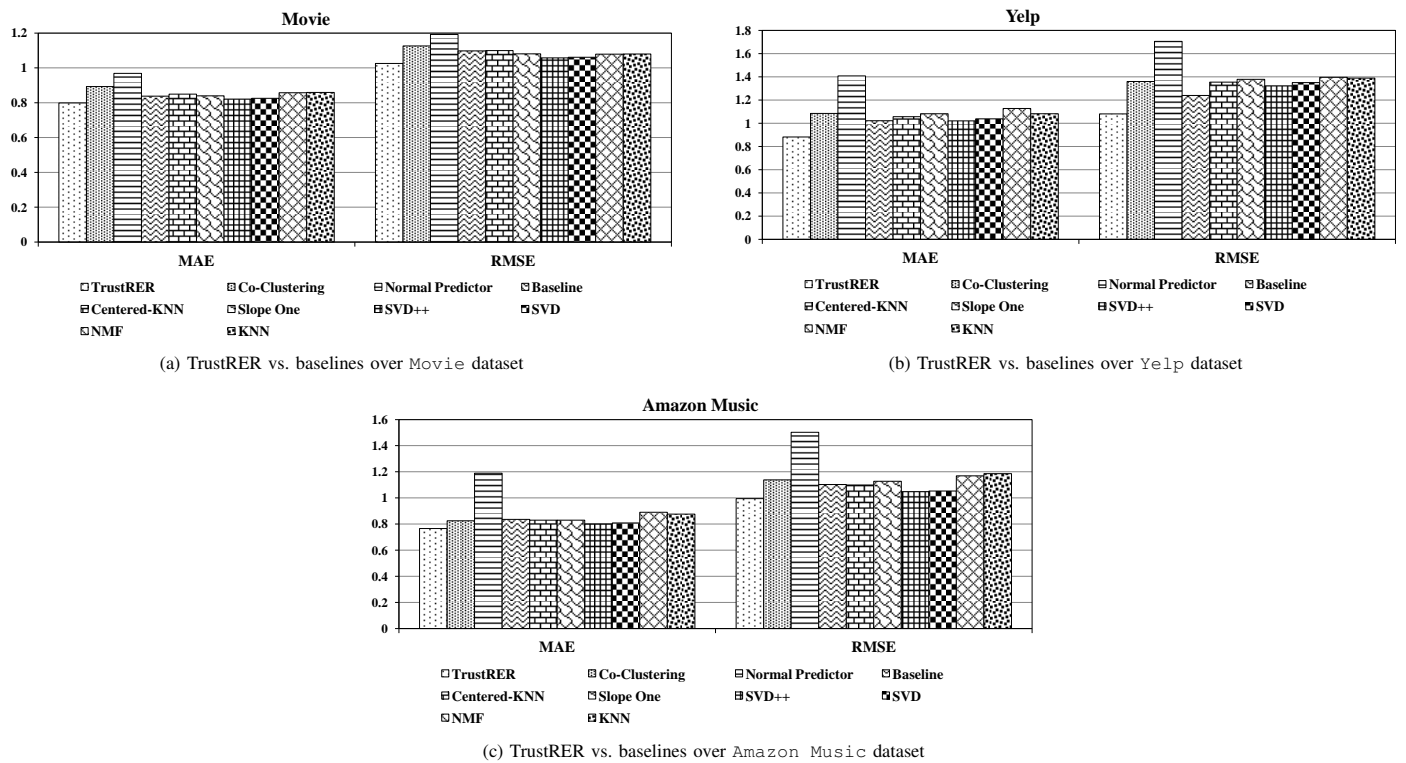 Movie
1.2
1
0.8
0.6
0.4
0.2
0
MAE RMSE
TrustRER Co-Clustering Normal Predictor Baseline
Centered-KNN Slope One SVD++ SVD
NMF KNN
(a) TrustRER vs. baselines over Movie dataset
Yelp
1.8
1.6
1.4
1.2
1
0.8
0.6
0.4
0.2
0
MAE RMSE
TrustRER Co-Clustering Normal Predictor Baseline
Centered-KNN Slope One SVD++ SVD
NMF KNN
(b) TrustRER vs. baselines over Yelp dataset
Amazon Music
1.6
1.4
1.2
1
0.8
0.6
0.4
0.2
0
MAE RMSE
TrustRER Co-Clustering Normal Predictor Baseline
Centered-KNN Slope One SVD++ SVD
NMF KNN
(c) TrustRER vs. baselines over Amazon Music dataset